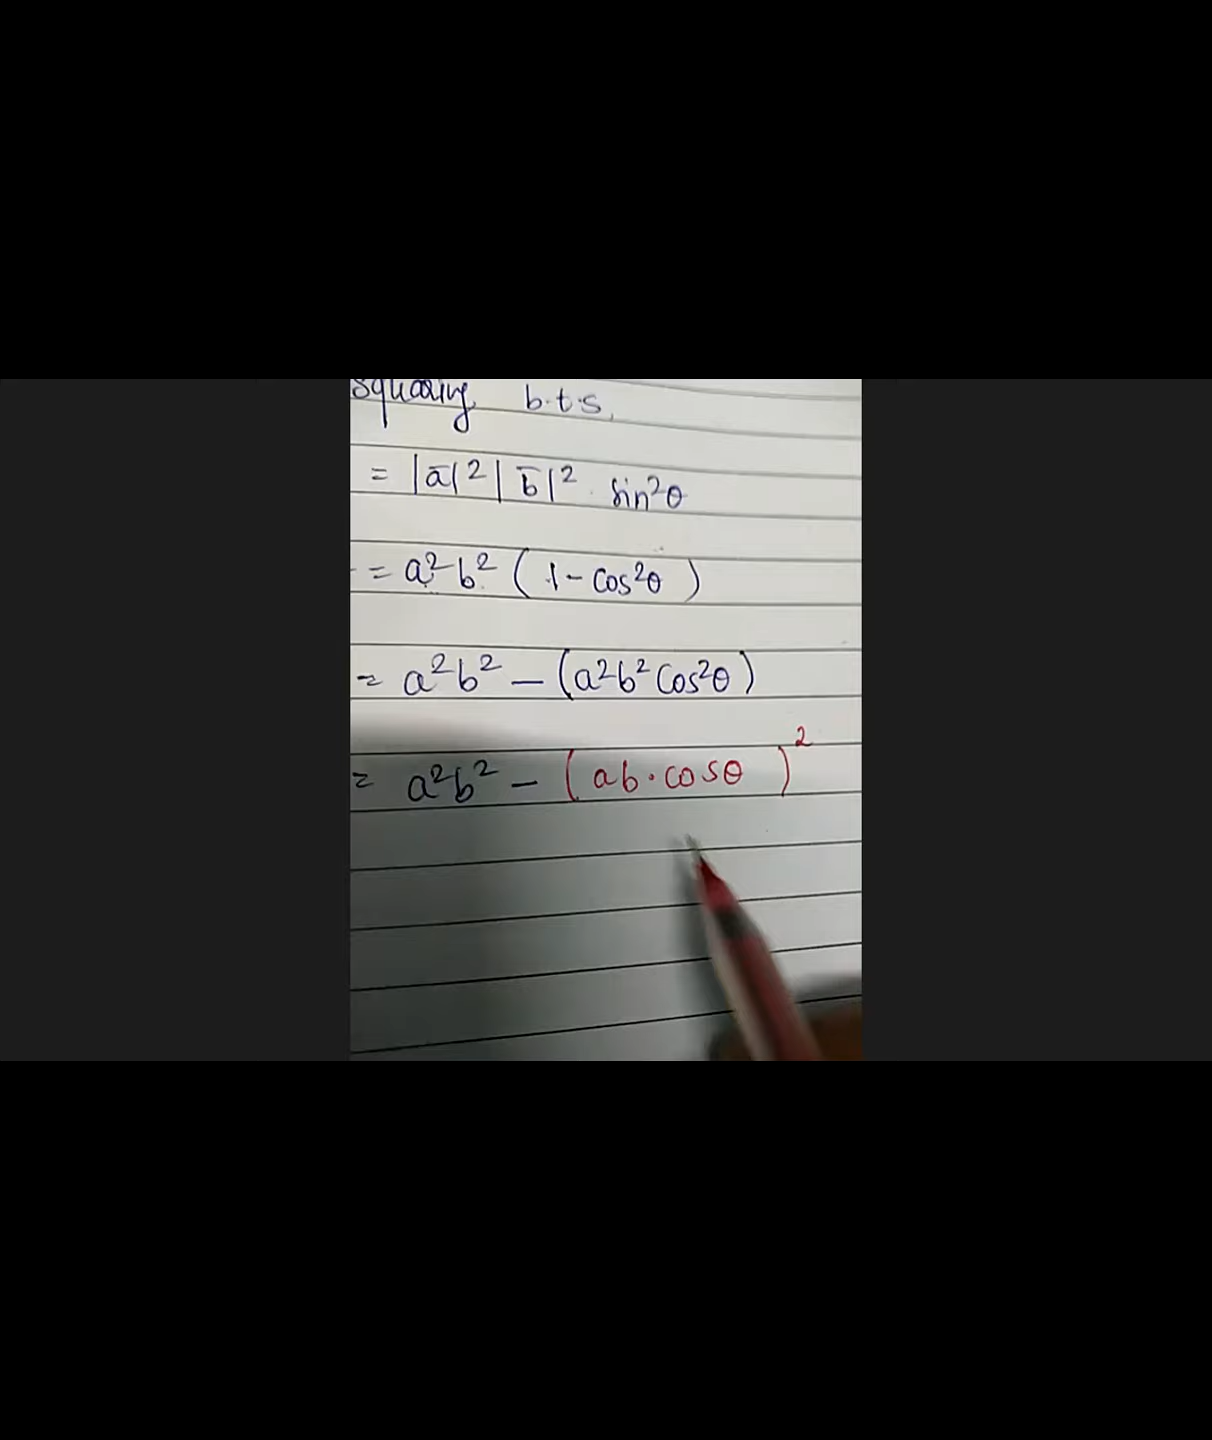 squaring b.t.s.
= |a̅|² |b̅|² . sin²θ
= a²b² ( 1 - cos²θ )
= a²b² - (a²b² cos²θ)
= a²b² - ( ab · cosθ )²